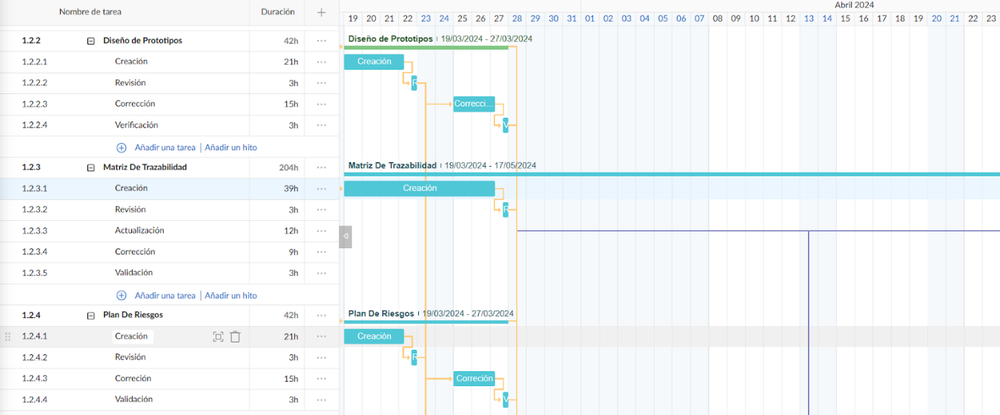 Abril 2024
Nombre de tarea Duración
19 20 21 22 23 24 25 26 27 28 29 30 31 01 02 03 04 05 06 07 08 09 10 11 12 13 14 15 16 17 18 19 20 21 22 23
1.2.2 Diseño de Prototipos 42h Diseño de Prototipos 19/03/2024 - 27/03/2024
1.2.2.1 Creación 21h Creación
1.2.2.2 Revisión 3h R
1.2.2.3 Corrección 15h Correcci...
1.2.2.4 Verificación 3h V
Añadir una tarea | Añadir un hito
1.2.3 Matriz De Trazabilidad 204h Matriz De Trazabilidad 19/03/2024 - 17/05/2024
1.2.3.1 Creación 39h Creación
1.2.3.2 Revisión 3h R
1.2.3.3 Actualización 12h
1.2.3.4 Corrección 9h
1.2.3.5 Validación 3h
Añadir una tarea | Añadir un hito
1.2.4 Plan De Riesgos 42h Plan De Riesgos 19/03/2024 - 27/03/2024
1.2.4.1 Creación 21h Creación
1.2.4.2 Revisión 3h R
1.2.4.3 Correción 15h Correción
1.2.4.4 Validación 3h V